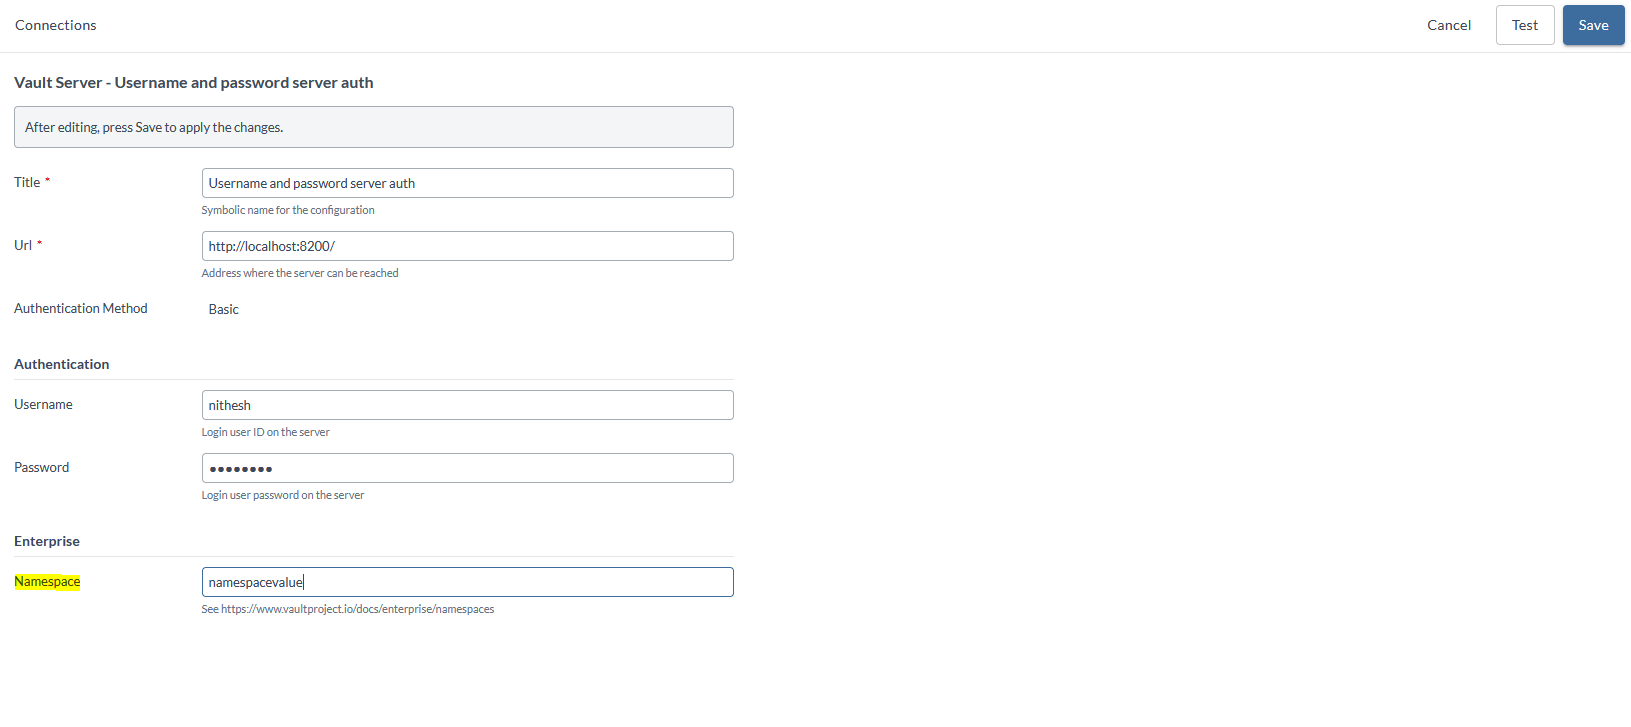 Connections
Cancel
Test
Save
Vault Server - Username and password server auth
After editing, press Save to apply the changes.
Title *
Username and password server auth
Symbolic name for the configuration
Url *
http://localhost:8200/
Address where the server can be reached
Authentication Method
Basic
Authentication
Username
nithesh
Login user ID on the server
Password
●●●●●●●●
Login user password on the server
Enterprise
Namespace
namespacevalue
See https://www.vaultproject.io/docs/enterprise/namespaces